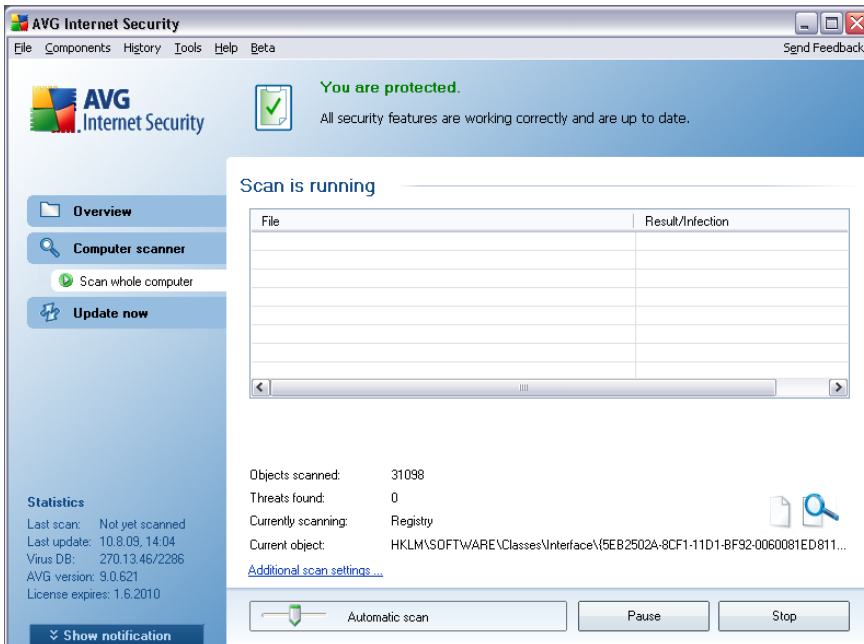 AVG Internet Security
File Components History Tools Help Beta
Send Feedback
AVG
Internet Security
You are protected.
All security features are working correctly and are up to date.
Overview
Computer scanner
Scan whole computer
Update now
Scan is running
File Result/Infection
Objects scanned: 31098
Threats found: 0
Currently scanning: Registry
Current object: HKLM\SOFTWARE\Classes\Interface\{5EB2502A-8CF1-11D1-BF92-0060081ED811...
Additional scan settings ...
Statistics
Last scan: Not yet scanned
Last update: 10.8.09, 14:04
Virus DB: 270.13.46/2286
AVG version: 9.0.621
License expires: 1.6.2010
Show notification
Automatic scan
Pause
Stop